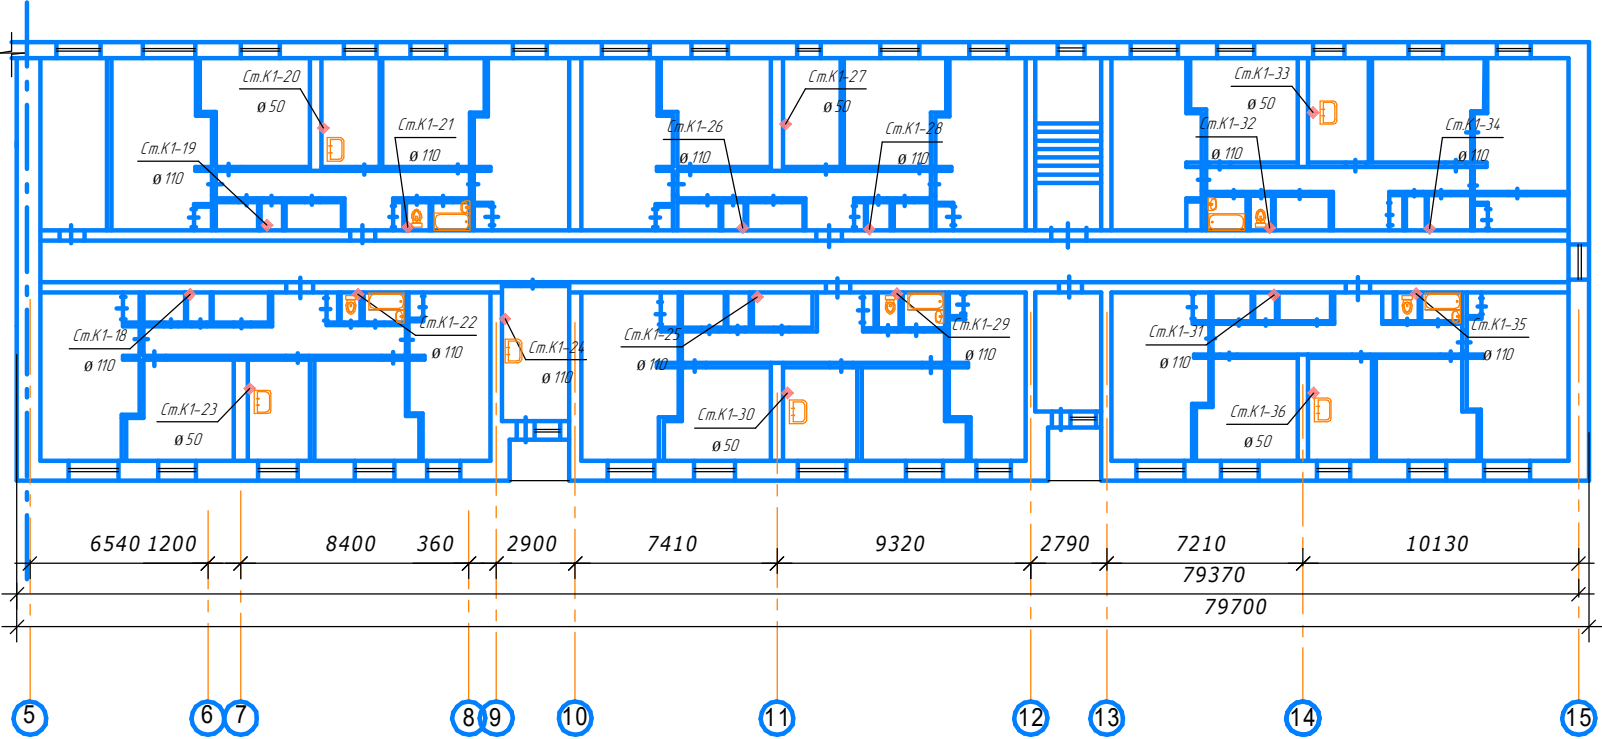 Ст.К1-20
ø 50
Ст.К1-27
ø 50
Ст.К1-33
ø 50
Ст.К1-19
ø 110
Ст.К1-21
ø 110
Ст.К1-26
ø 110
Ст.К1-28
ø 110
Ст.К1-32
ø 110
Ст.К1-34
ø 110
Ст.К1-18
ø 110
Ст.К1-22
ø 110
Ст.К1-24
ø 110
Ст.К1-25
ø 110
Ст.К1-29
ø 110
Ст.К1-31
ø 110
Ст.К1-35
ø 110
Ст.К1-23
ø 50
Ст.К1-30
ø 50
Ст.К1-36
ø 50
6540 1200 8400 360 2900 7410 9320 2790 7210 10130
79370
79700
5 6 7 8 9 10 11 12 13 14 15